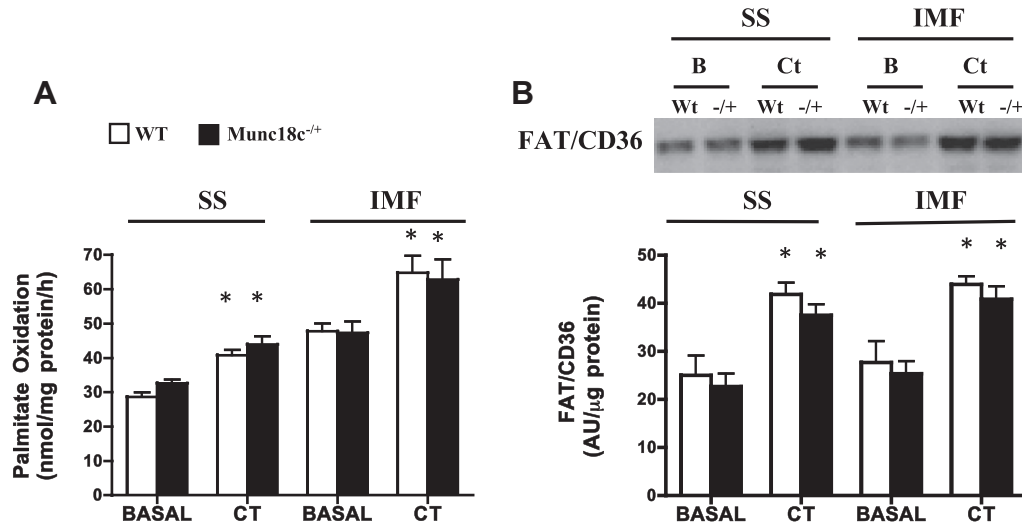 A
WT Munc18c-/+
SS IMF
* * * *
Palmitate Oxidation
(nmol/mg protein/h)
70
60
50
40
30
20
10
0
BASAL CT BASAL CT
B
SS IMF
B Ct B Ct
Wt -/+ Wt -/+ Wt -/+ Wt -/+
FAT/CD36
SS IMF
* * * *
FAT/CD36
(AU/µg protein)
50
40
30
20
10
0
BASAL CT BASAL CT